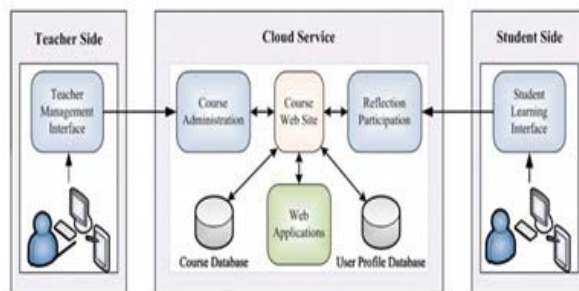 Teacher Side
Cloud Service
Student Side
Teacher
Management
Interface
Course
Administration
Course
Web Site
Reflection
Participation
Student
Learning
Interface
Web
Applications
Course Database
User Profile Database